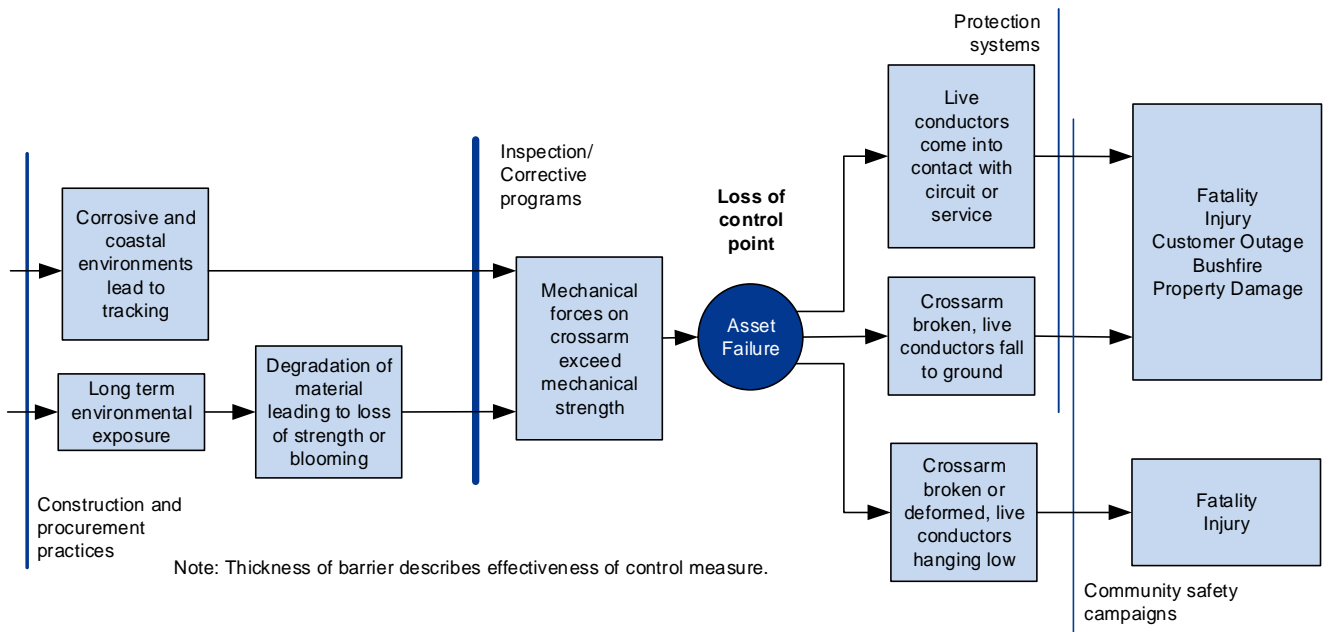 Protection
systems
Live
conductors
come into
contact with
circuit or
service
Inspection/
Corrective
programs
Corrosive and
coastal
environments
lead to
tracking
Loss of
control
point
Fatality
Injury
Customer Outage
Bushfire
Property Damage
Mechanical
forces on
crossarm
exceed
mechanical
strength
Asset
Failure
Crossarm
broken, live
conductors fall
to ground
Long term
environmental
exposure
Degradation of
material
leading to loss
of strength or
blooming
Crossarm
broken or
deformed, live
conductors
hanging low
Fatality
Injury
Construction and
procurement
practices
Note: Thickness of barrier describes effectiveness of control measure.
Community safety
campaigns